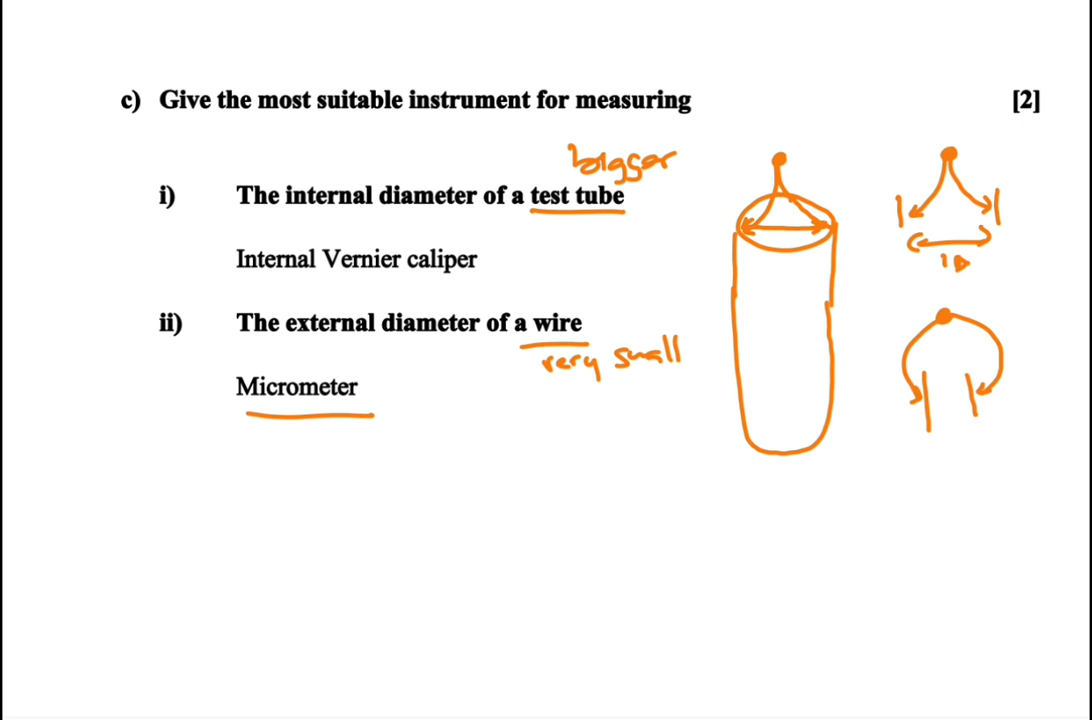 c) Give the most suitable instrument for measuring [2]
bigger
i) The internal diameter of a test tube
Internal Vernier caliper
ID
ii) The external diameter of a wire
very small
Micrometer